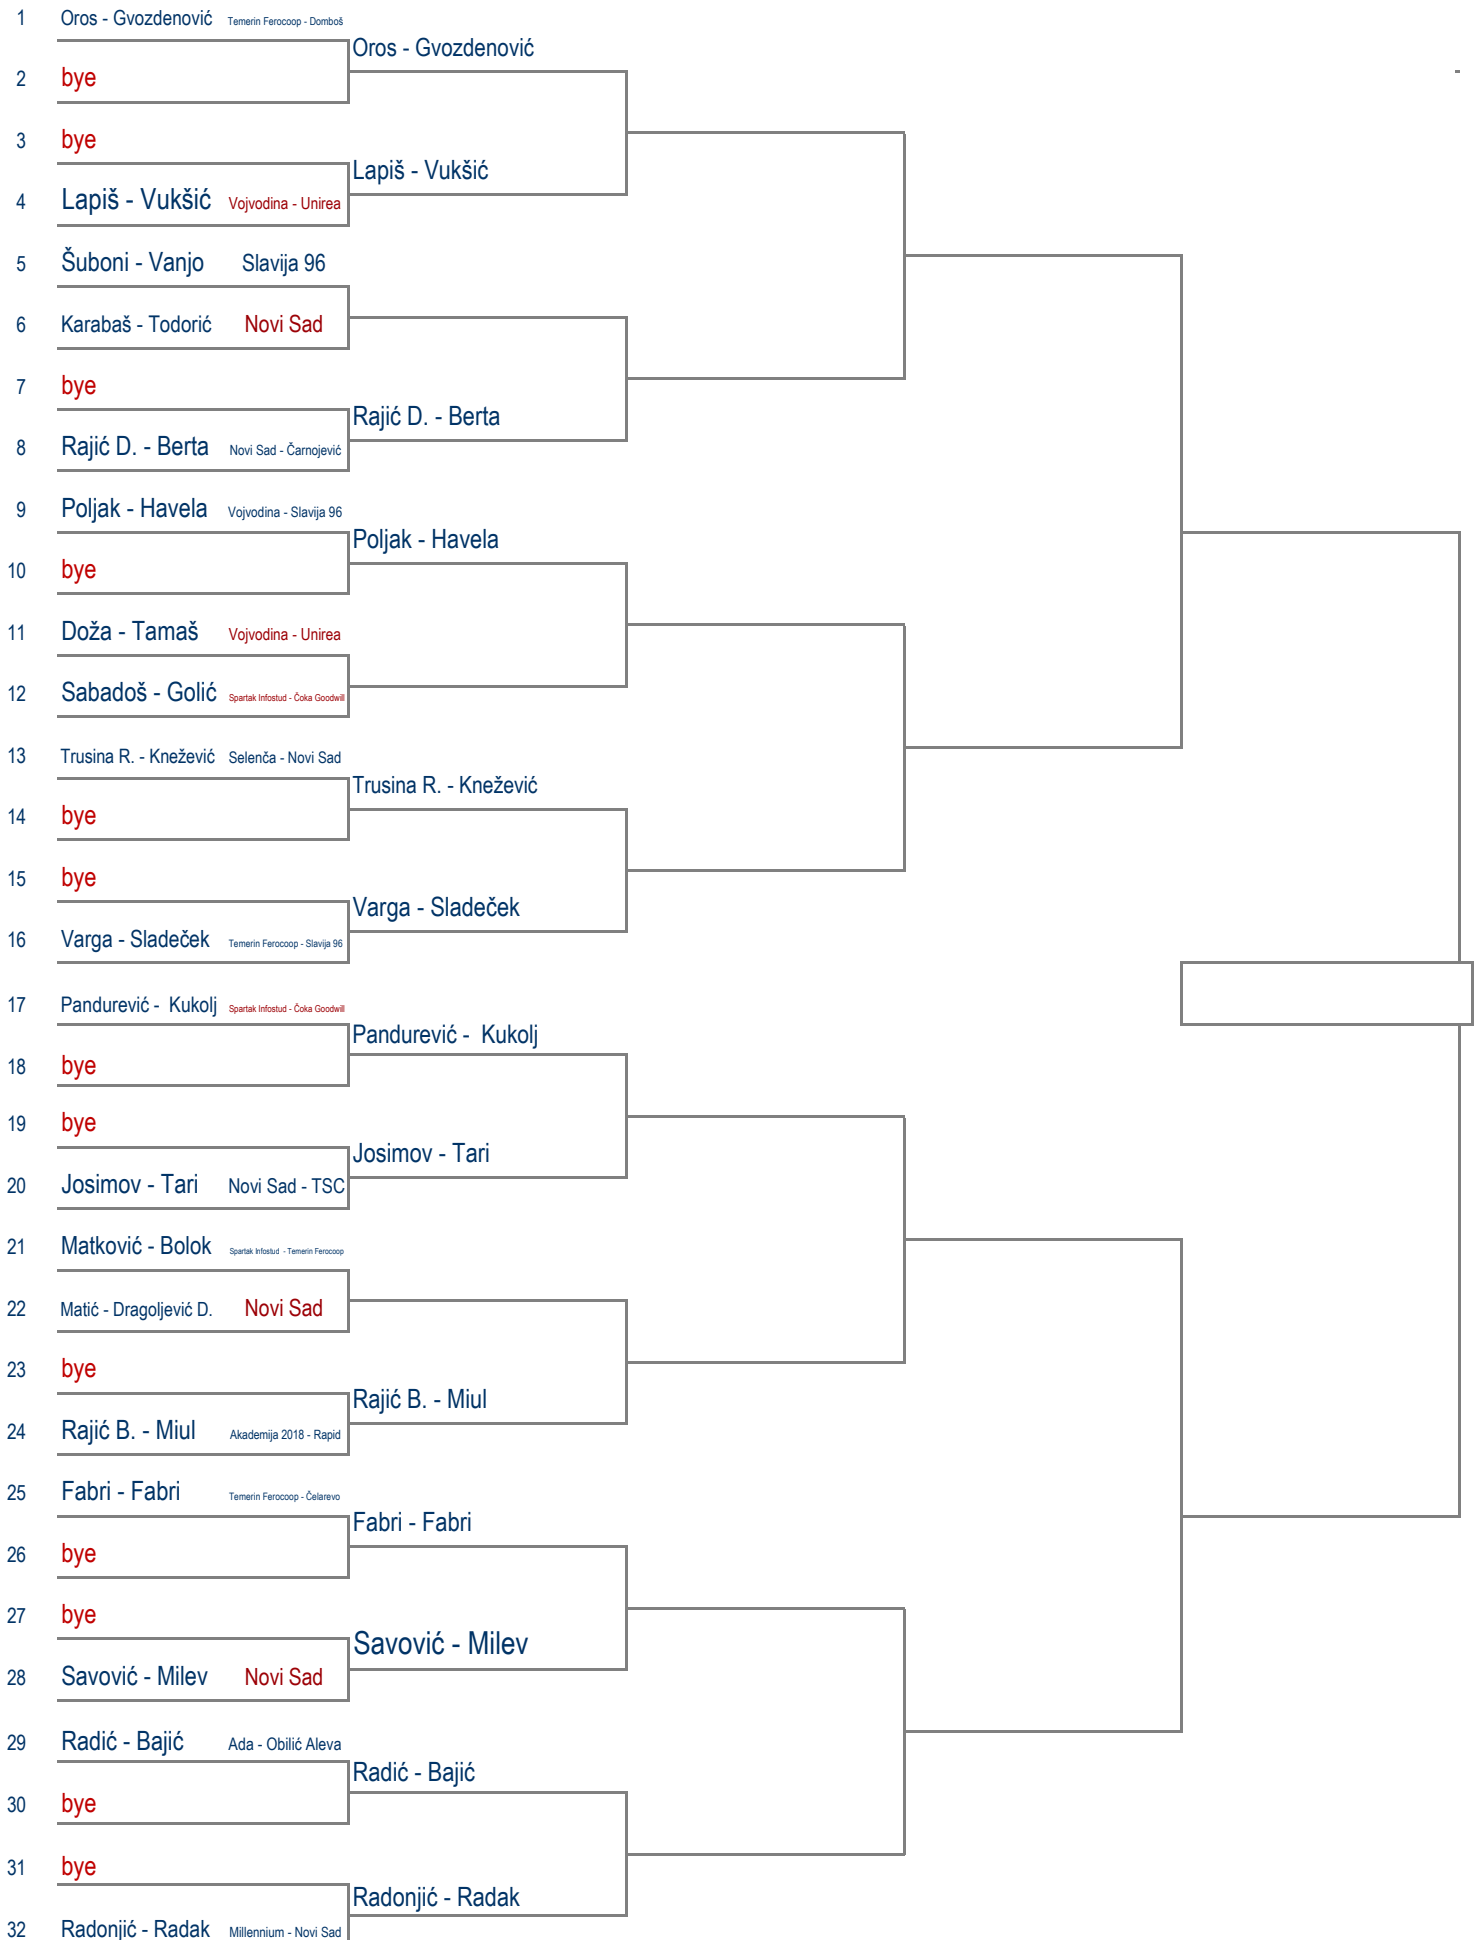 1 Oros - Gvozdenović Temerin Ferocoop - Domboš
Oros - Gvozdenović
2 bye
-
3 bye
Lapiš - Vukšić
4 Lapiš - Vukšić Vojvodina - Unirea
5 Šuboni - Vanjo Slavija 96
6 Karabaš - Todorić Novi Sad
7 bye
Rajić D. - Berta
8 Rajić D. - Berta Novi Sad - Čarnojević
9 Poljak - Havela Vojvodina - Slavija 96
Poljak - Havela
10 bye
11 Doža - Tamaš Vojvodina - Unirea
12 Sabadoš - Golić Spartak Infostud - Čoka Goodwill
13 Trusina R. - Knežević Selenča - Novi Sad
Trusina R. - Knežević
14 bye
15 bye
Varga - Sladeček
16 Varga - Sladeček Temerin Ferocoop - Slavija 96
17 Pandurević - Kukolj Spartak Infostud - Čoka Goodwill
Pandurević - Kukolj
18 bye
19 bye
Josimov - Tari
20 Josimov - Tari Novi Sad - TSC
21 Matković - Bolok Spartak Infostud - Temerin Ferocoop
22 Matić - Dragoljević D. Novi Sad
23 bye
Rajić B. - Miul
24 Rajić B. - Miul Akademija 2018 - Rapid
25 Fabri - Fabri Temerin Ferocoop - Čelarevo
Fabri - Fabri
26 bye
27 bye
Savović - Milev
28 Savović - Milev Novi Sad
29 Radić - Bajić Ada - Obilić Aleva
Radić - Bajić
30 bye
31 bye
Radonjić - Radak
32 Radonjić - Radak Millennium - Novi Sad